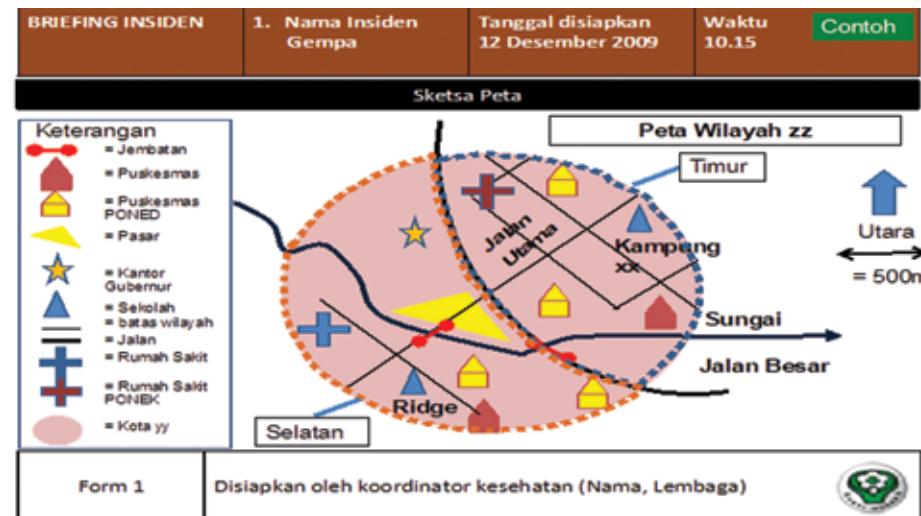 BRIEFING INSIDEN
1. Nama Insiden
Gempa
Tanggal disiapkan
12 Desember 2009
Waktu
10.15
Contoh
Sketsa Peta
Keterangan
= Jembatan
= Puskesmas
= Puskesmas
PONED
= Pasar
= Kantor
Gubernur
= Sekolah
= batas wilayah
= Jalan
= Rumah Sakit
= Rumah Sakit
PONEK
= Kota yy
Peta Wilayah zz
Timur
Utara
= 500m
Jalan
Utama
Kampung
xx
Sungai
Jalan Besar
Ridge
Selatan
Form 1
Disiapkan oleh koordinator kesehatan (Nama, Lembaga)